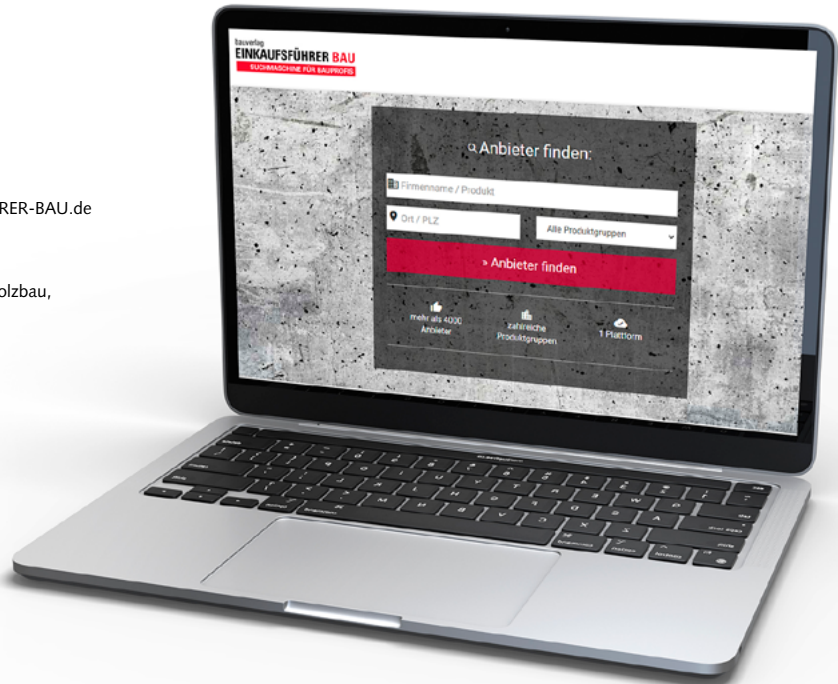 bauverlag
EINKAUFSFÜHRER BAU
SUCHMASCHINE FÜR BAUPROFIS
RER-BAU.de
olzbau,
Anbieter finden:
Firmenname / Produkt
Ort / PLZ
Alle Produktgruppen
» Anbieter finden
mehr als 4000
Anbieter
zahlreiche
Produktgruppen
1 Plattform